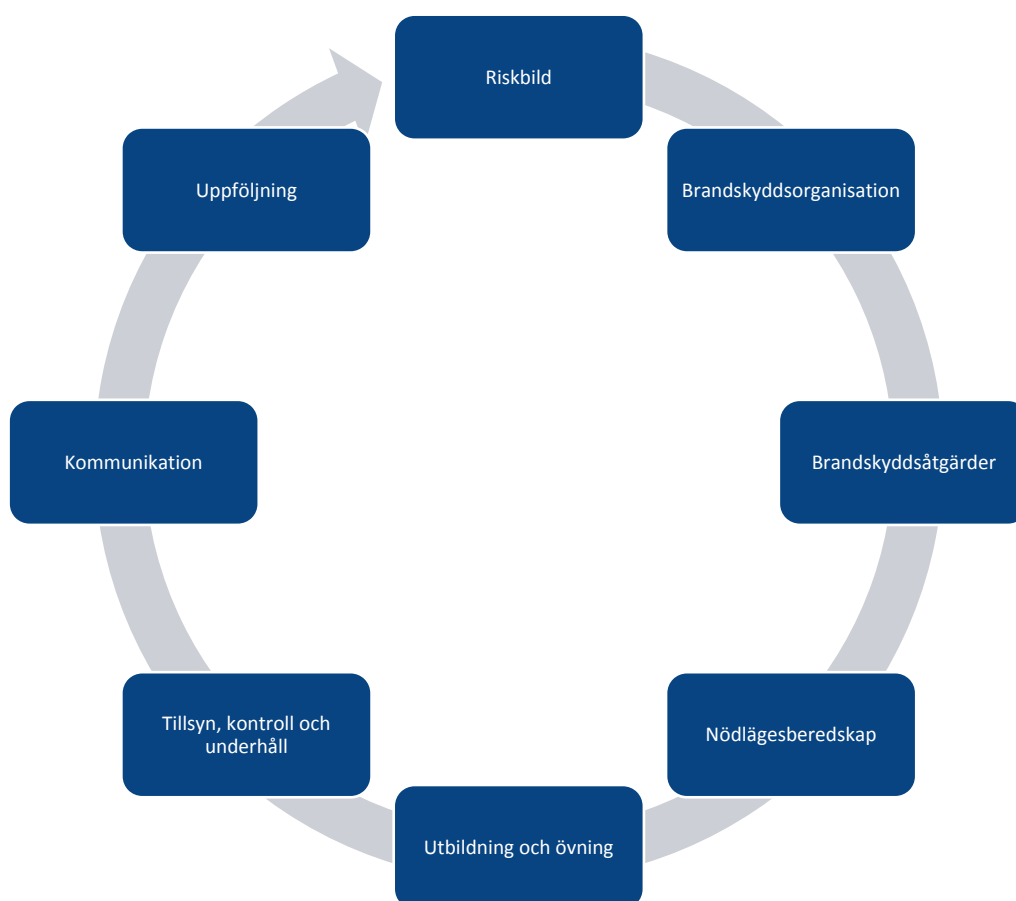 Riskbild
Brandskyddsorganisation
Brandskyddsåtgärder
Nödlägesberedskap
Utbildning och övning
Tillsyn, kontroll och
underhåll
Kommunikation
Uppföljning